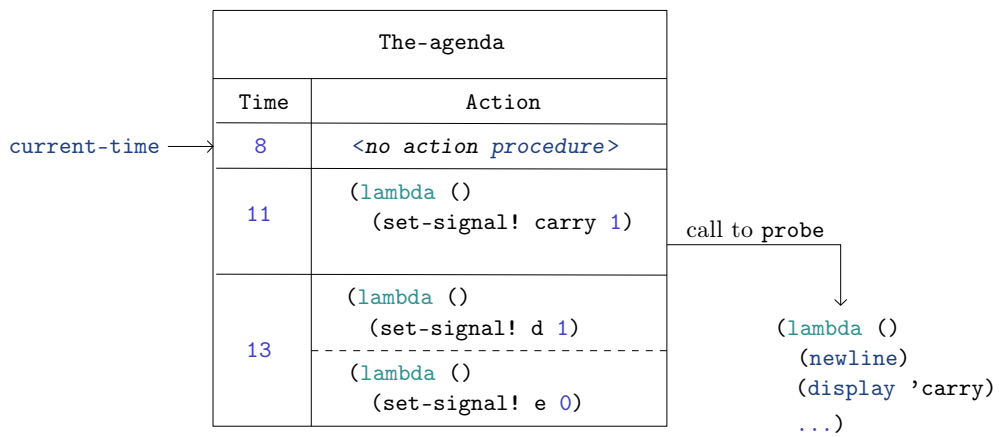 The-agenda
Time Action
current-time 8 <no action procedure>
11 (lambda ()
(set-signal! carry 1)
call to probe
13 (lambda ()
(set-signal! d 1)
(lambda ()
(set-signal! e 0)
(lambda ()
(newline)
(display ’carry)
...)